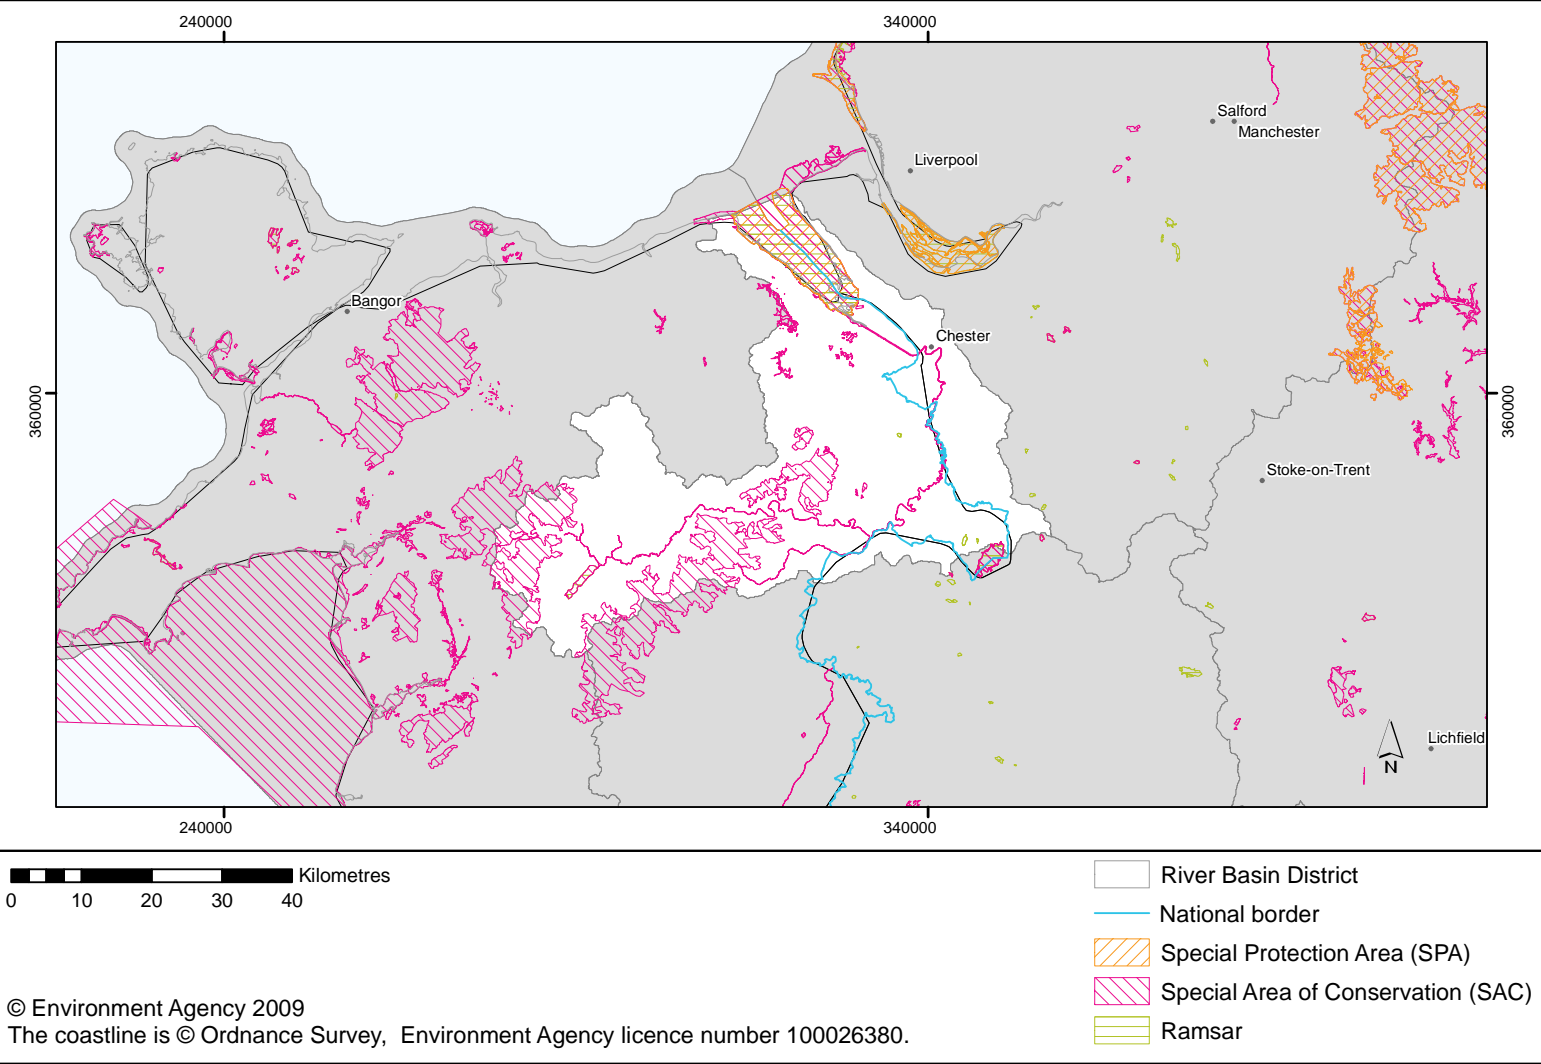 240000
340000
Salford
Manchester
Liverpool
Bangor
Chester
360000
360000
Stoke-on-Trent
Lichfield
N
240000
340000
Kilometres
0 10 20 30 40
River Basin District
National border
Special Protection Area (SPA)
Special Area of Conservation (SAC)
Ramsar
© Environment Agency 2009
The coastline is © Ordnance Survey, Environment Agency licence number 100026380.